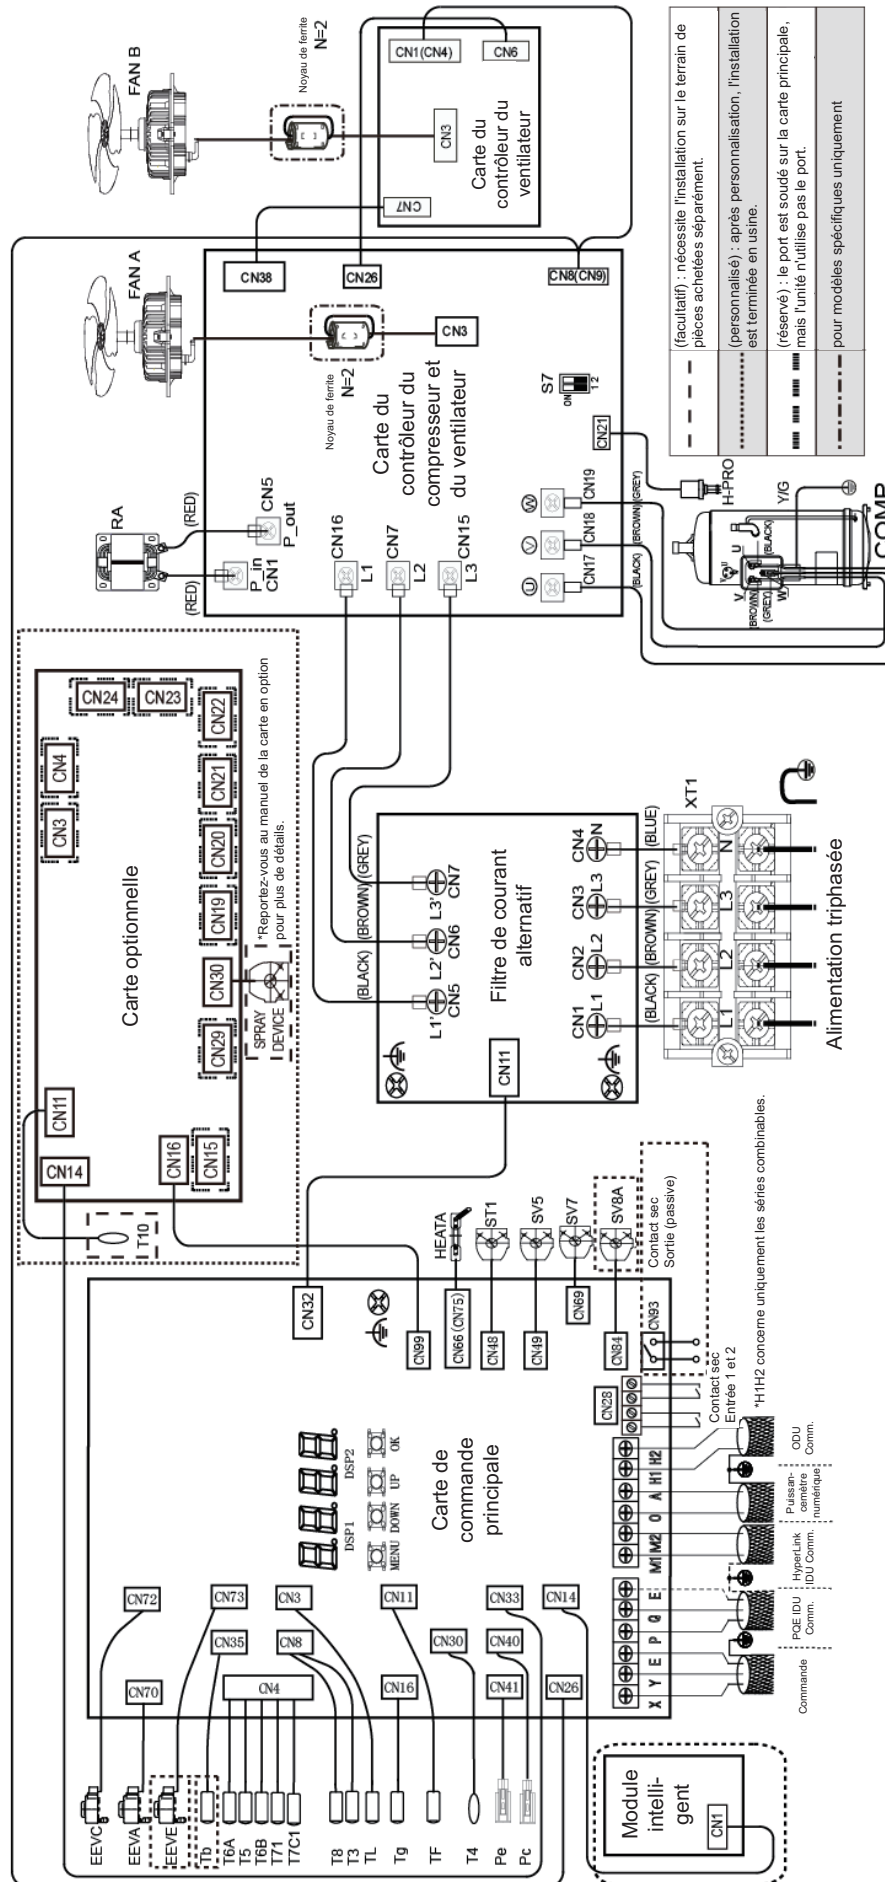 FAN B
Noyau de ferrite
N=2
CN1(CN4)
CN6
CN3
CN7
Carte du
contrôleur du
ventilateur
(facultatif) : nécessite l'installation sur le terrain de
pièces achetées séparément.
(personnalisé) : après personnalisation, l'installation
est terminée en usine.
(réservé) : le port est soudé sur la carte principale,
mais l'unité n'utilise pas le port.
pour modèles spécifiques uniquement
FAN A
Noyau de ferrite
N=2
CN38
CN26
CN8(CN9)
CN3
Carte du
contrôleur du
compresseur et
du ventilateur
S7
ON
1 2
CN21
RA
(RED)
(RED)
P_in
CN1
CN5
P_out
CN16
L1
CN7
L2
CN15
L3
U
CN17
V
CN18
W
CN19
(BLACK)
(BROWN)
(GREY)
H-PRO
Y/G
COMP
U
(BLACK)
V
(BROWN)
(GREY)
W
Carte optionnelle
CN24
CN23
CN4
CN3
CN22
CN21
CN20
CN19
CN30
CN29
CN11
CN14
CN16
CN15
SPRAY
DEVICE
*Reportez-vous au manuel de la carte en option
pour plus de détails.
T10
(BLACK)
(BROWN)
(GREY)
L1'
CN5
L2'
CN6
L3'
CN7
Filtre de courant
alternatif
CN11
CN1
L1
CN2
L2
CN3
L3
CN4
N
(BLACK)
(BROWN)
(GREY)
(BLUE)
XT1
L1
L2
L3
N
Alimentation triphasée
CN32
CN99
CN66 (CN75)
CN48
CN49
CN69
CN84
CN93
HEATA
ST1
SV5
SV7
SV8A
Contact sec
Sortie (passive)
CN28
Contact sec
Entrée 1 et 2
*H1H2 concerne uniquement les séries combinables.
DSP1
DSP2
MENU
DOWN
UP
OK
Carte de
commande
principale
CN72
CN70
CN73
CN35
CN3
CN8
CN4
CN11
CN16
CN30
CN33
CN40
CN41
CN14
CN26
X Y E P Q E M1 M2 O A H1 H2
Commande
PQE IDU
Comm.
HyperLink
IDU Comm.
Puissan-
cemètre
numérique
ODU
Comm.
EEVC
EEVA
EEVE
Tb
T6A
T5
T6B
T71
T7C1
T8
T3
TL
Tg
TF
T4
Pe
Pc
Module
intelli-
gent
CN1